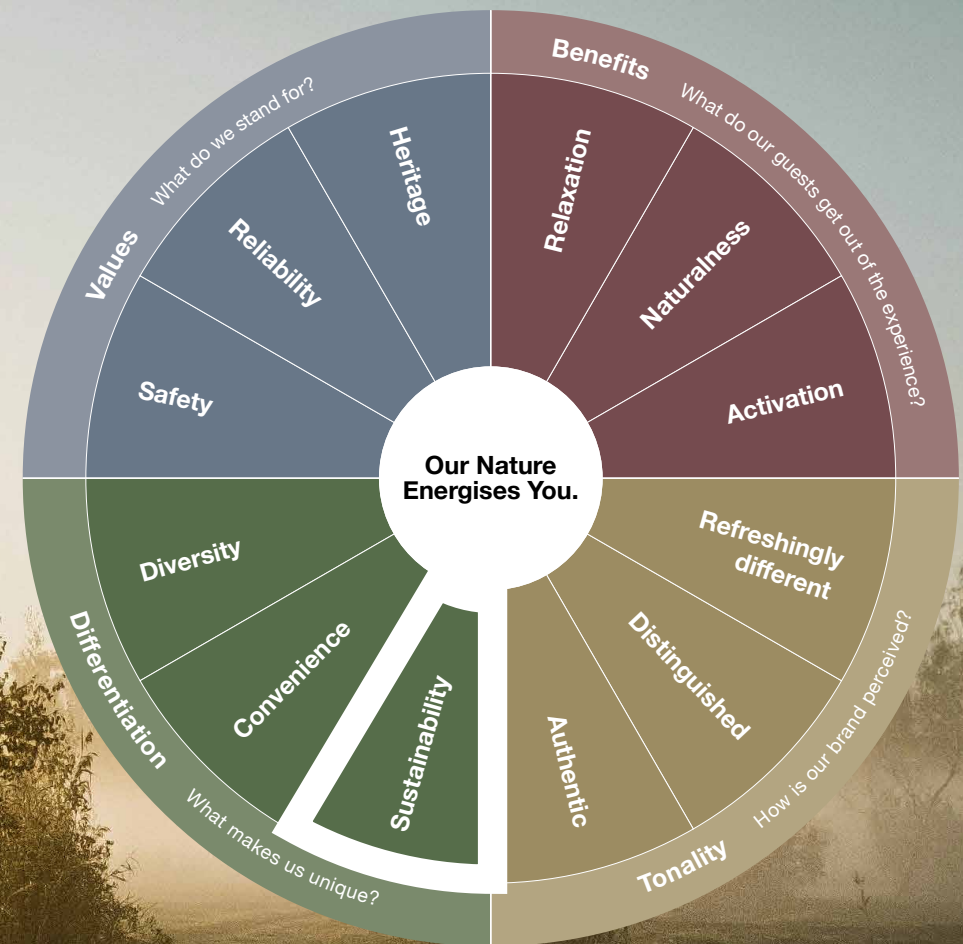 Values
What do we stand for?
Safety
Reliability
Heritage
Benefits
What do our guests get out of the experience?
Relaxation
Naturalness
Activation
Our Nature
Energises You.
Differentiation
What makes us unique?
Diversity
Convenience
Sustainability
Tonality
How is our brand perceived?
Refreshingly
different
Distinguished
Authentic